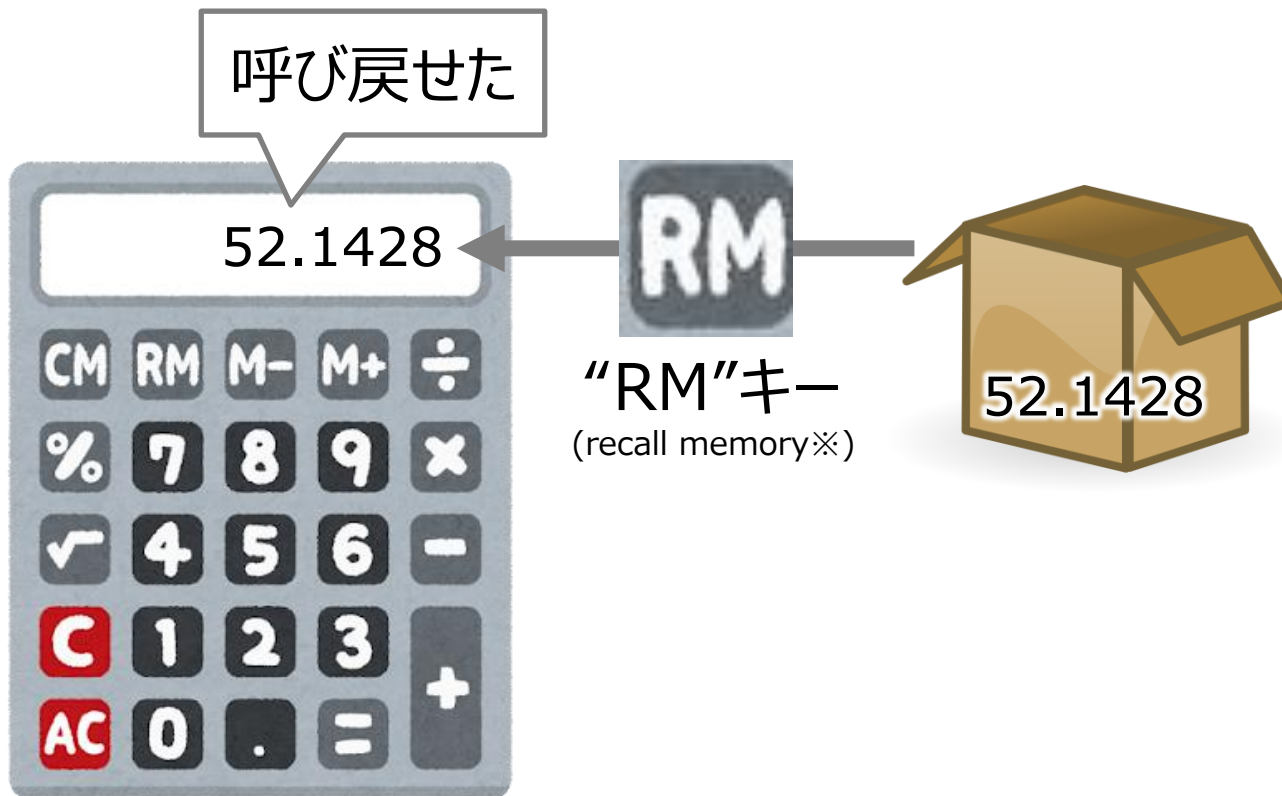 呼び戻せた
52.1428
RM
“RM”キー
(recall memory※)
52.1428
CM RM M- M+ ÷
% 7 8 9 ×
√ 4 5 6 -
C 1 2 3
+
AC 0 . =